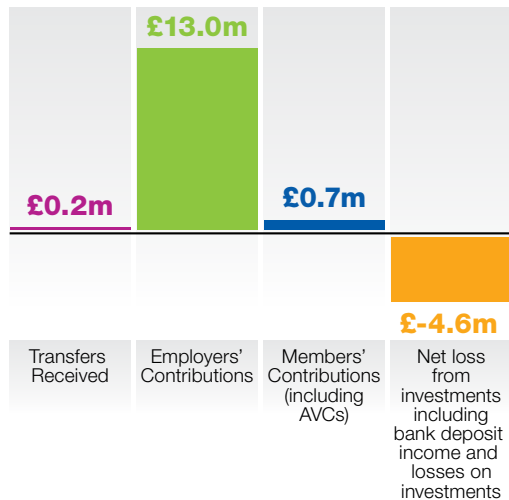 £13.0m
£0.2m
£0.7m
£-4.6m
Transfers
Received
Employers'
Contributions
Members'
Contributions
(including
AVCs)
Net loss
from
investments
including
bank deposit
income and
losses on
investments